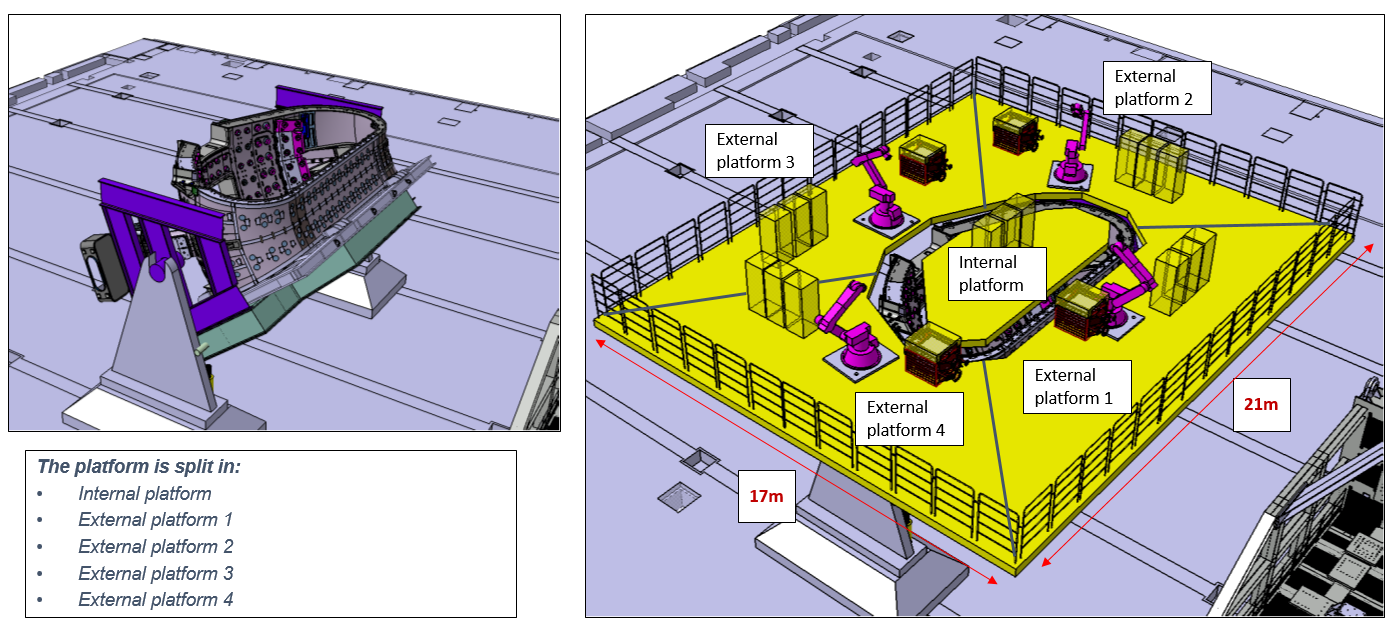 The platform is split in:
• Internal platform
• External platform 1
• External platform 2
• External platform 3
• External platform 4
External
platform 2
External
platform 3
Internal
platform
External
platform 1
External
platform 4
21m
17m